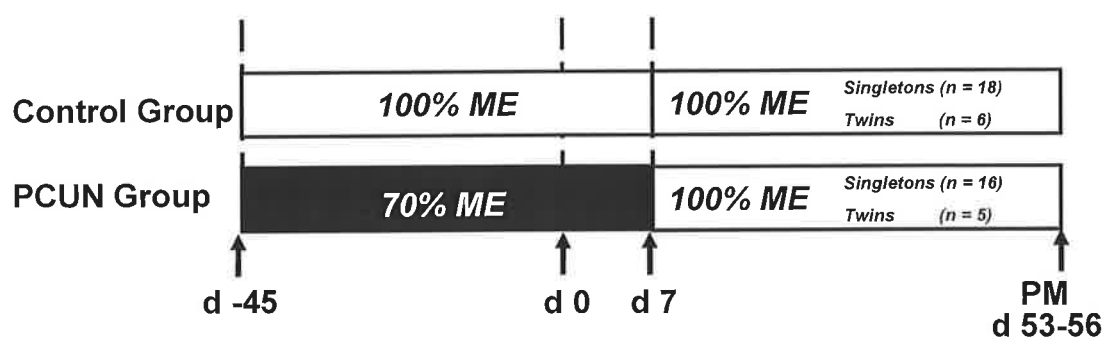 Control Group
100% ME
100% ME
Singletons (n = 18)
Twins (n = 6)
PCUN Group
70% ME
100% ME
Singletons (n = 16)
Twins (n = 5)
d -45
d 0
d 7
PM
d 53-56